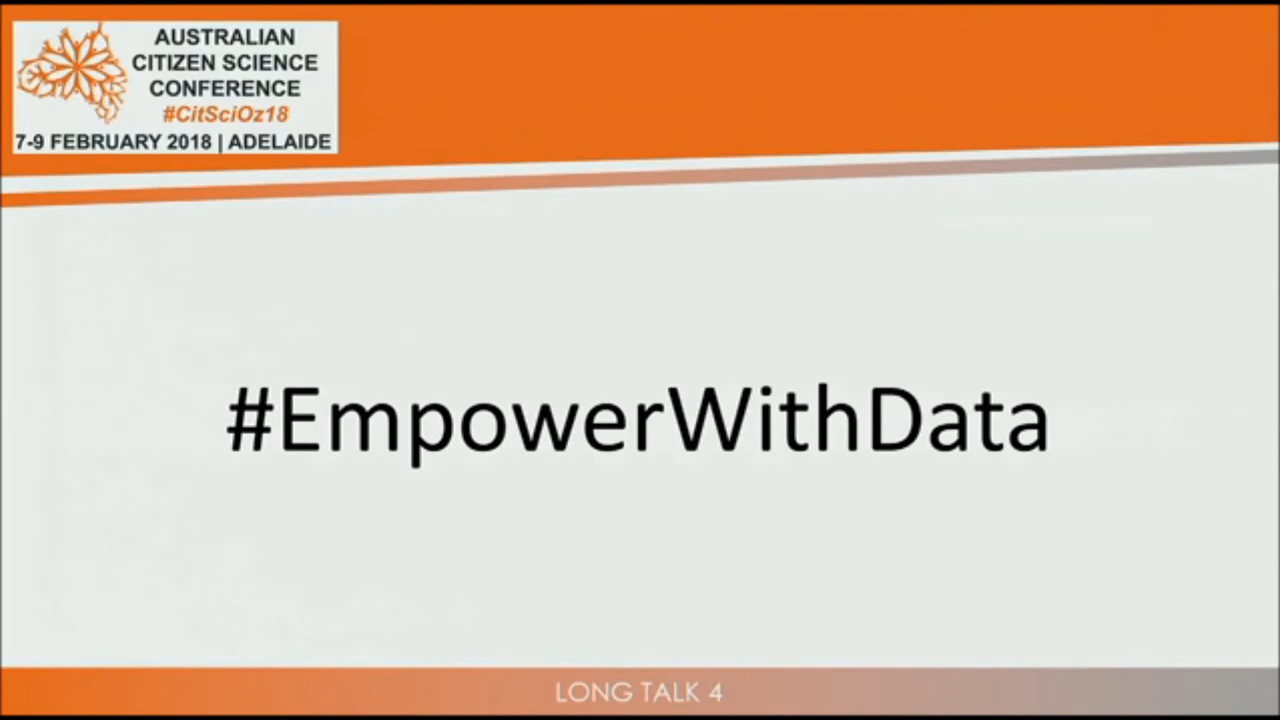 AUSTRALIAN
CITIZEN SCIENCE
CONFERENCE
#CitSciOz18
7-9 FEBRUARY 2018 | ADELAIDE
#EmpowerWithData
LONG TALK 4